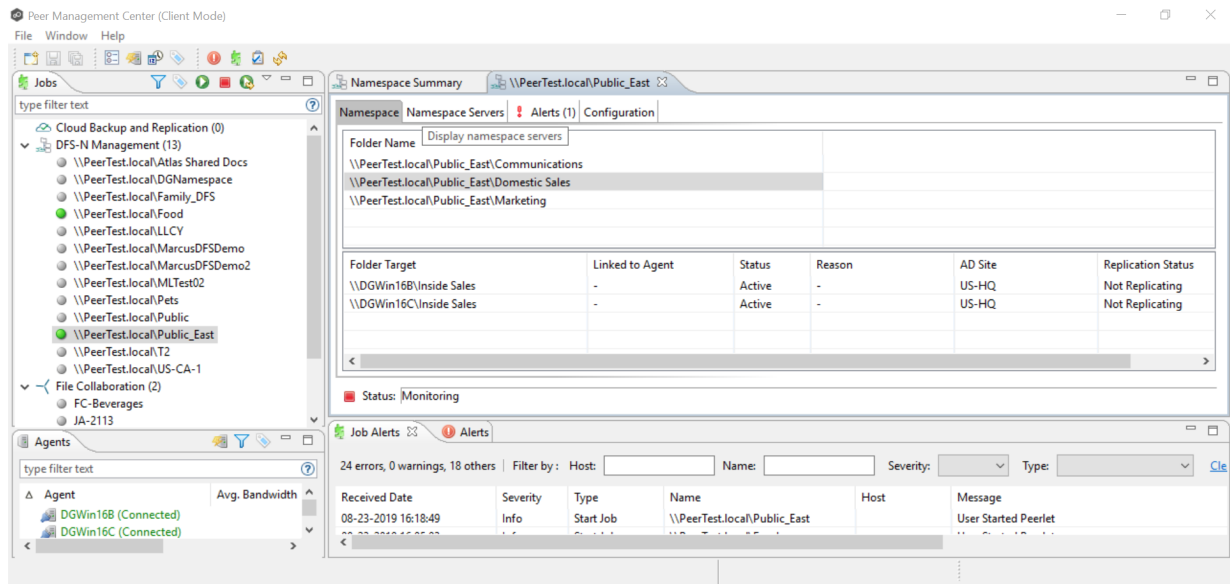 Peer Management Center (Client Mode)
File Window Help
Jobs
type filter text
Cloud Backup and Replication (0)
DFS-N Management (13)
\\PeerTest.local\Atlas Shared Docs
\\PeerTest.local\DGNamespace
\\PeerTest.local\Family_DFS
\\PeerTest.local\Food
\\PeerTest.local\LLCY
\\PeerTest.local\MarcusDFSDemo
\\PeerTest.local\MarcusDFSDemo2
\\PeerTest.local\MLTest02
\\PeerTest.local\Pets
\\PeerTest.local\Public
\\PeerTest.local\Public_East
\\PeerTest.local\T2
\\PeerTest.local\US-CA-1
File Collaboration (2)
FC-Beverages
JA-2113
Agents
type filter text
Agent Avg. Bandwidth
DGWin16B (Connected)
DGWin16C (Connected)
Namespace Summary \\PeerTest.local\Public_East
Namespace Namespace Servers Alerts (1) Configuration
Display namespace servers
Folder Name
\\PeerTest.local\Public_East\Communications
\\PeerTest.local\Public_East\Domestic Sales
\\PeerTest.local\Public_East\Marketing
Folder Target Linked to Agent Status Reason AD Site Replication Status
\\DGWin16B\Inside Sales - Active - US-HQ Not Replicating
\\DGWin16C\Inside Sales - Active - US-HQ Not Replicating
Status: Monitoring
Job Alerts Alerts
24 errors, 0 warnings, 18 others Filter by : Host: Name: Severity: Type: Cle
Received Date Severity Type Name Host Message
08-23-2019 16:18:49 Info Start Job \\PeerTest.local\Public_East User Started Peerlet